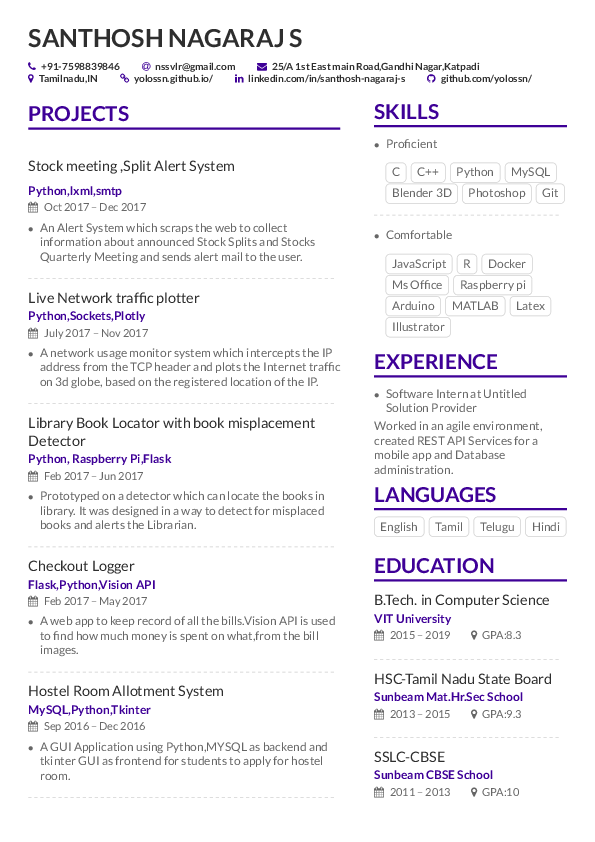 SANTHOSH NAGARAJ S
+91-7598839846 nssvlr@gmail.com 25/A 1st East main Road,Gandhi Nagar,Katpadi
Tamilnadu,IN yolossn.github.io/ linkedin.com/in/santhosh-nagaraj-s github.com/yolossn/
PROJECTS
Stock meeting ,Split Alert System
Python,lxml,smtp
Oct 2017 – Dec 2017
• An Alert System which scraps the web to collect
information about announced Stock Splits and Stocks
Quarterly Meeting and sends alert mail to the user.
Live Network traffic plotter
Python,Sockets,Plotly
July 2017 – Nov 2017
• A network usage monitor system which intercepts the IP
address from the TCP header and plots the Internet traffic
on 3d globe, based on the registered location of the IP.
Library Book Locator with book misplacement
Detector
Python, Raspberry Pi,Flask
Feb 2017 – Jun 2017
• Prototyped on a detector which can locate the books in
library. It was designed in a way to detect for misplaced
books and alerts the Librarian.
Checkout Logger
Flask,Python,Vision API
Feb 2017 – May 2017
• A web app to keep record of all the bills.Vision API is used
to find how much money is spent on what,from the bill
images.
Hostel Room Allotment System
MySQL,Python,Tkinter
Sep 2016 – Dec 2016
• A GUI Application using Python,MYSQL as backend and
tkinter GUI as frontend for students to apply for hostel
room.
SKILLS
• Proficient
C C++ Python MySQL
Blender 3D Photoshop Git
• Comfortable
JavaScript R Docker
Ms Office Raspberry pi
Arduino MATLAB Latex
Illustrator
EXPERIENCE
• Software Intern at Untitled
Solution Provider
Worked in an agile environment,
created REST API Services for a
mobile app and Database
administration.
LANGUAGES
English Tamil Telugu Hindi
EDUCATION
B.Tech. in Computer Science
VIT University
2015 – 2019 GPA:8.3
HSC-Tamil Nadu State Board
Sunbeam Mat.Hr.Sec School
2013 – 2015 GPA:9.3
SSLC-CBSE
Sunbeam CBSE School
2011 – 2013 GPA:10